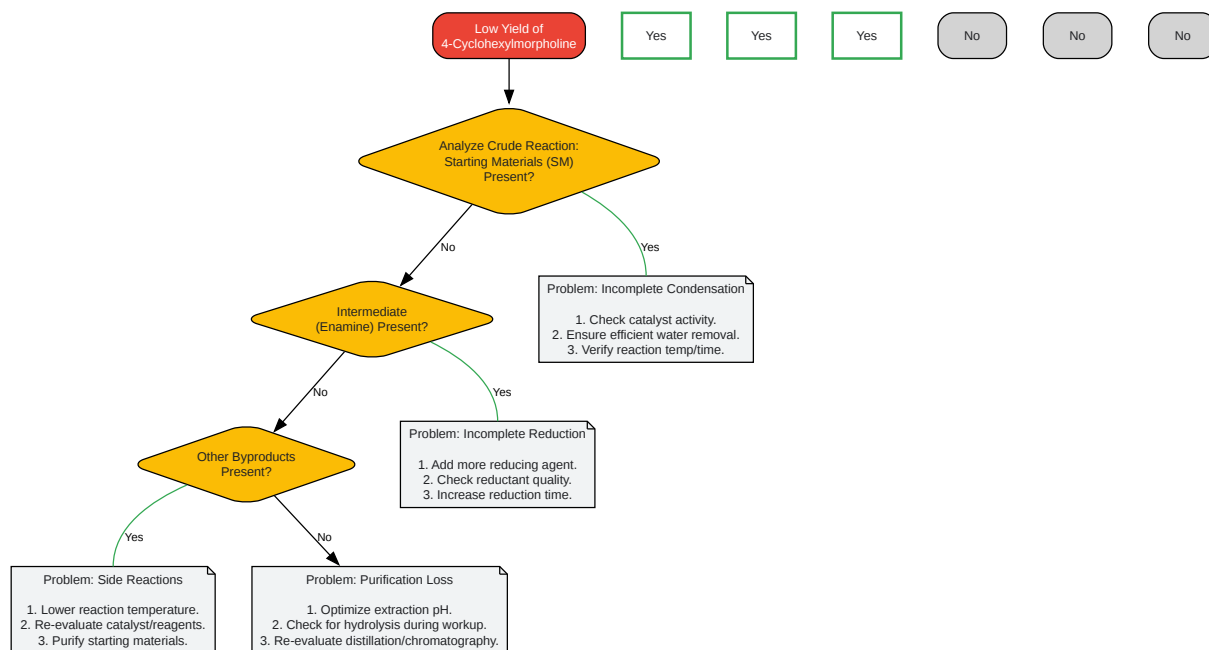 Low Yield of
4-Cyclohexylmorpholine
Yes
Yes
Yes
No
No
No
Analyze Crude Reaction:
Starting Materials (SM)
Present?
No
Yes
Problem: Incomplete Condensation
1. Check catalyst activity.
2. Ensure efficient water removal.
3. Verify reaction temp/time.
Intermediate
(Enamine) Present?
No
Yes
Problem: Incomplete Reduction
1. Add more reducing agent.
2. Check reductant quality.
3. Increase reduction time.
Other Byproducts
Present?
Yes
No
Problem: Side Reactions
1. Lower reaction temperature.
2. Re-evaluate catalyst/reagents.
3. Purify starting materials.
Problem: Purification Loss
1. Optimize extraction pH.
2. Check for hydrolysis during workup.
3. Re-evaluate distillation/chromatography.